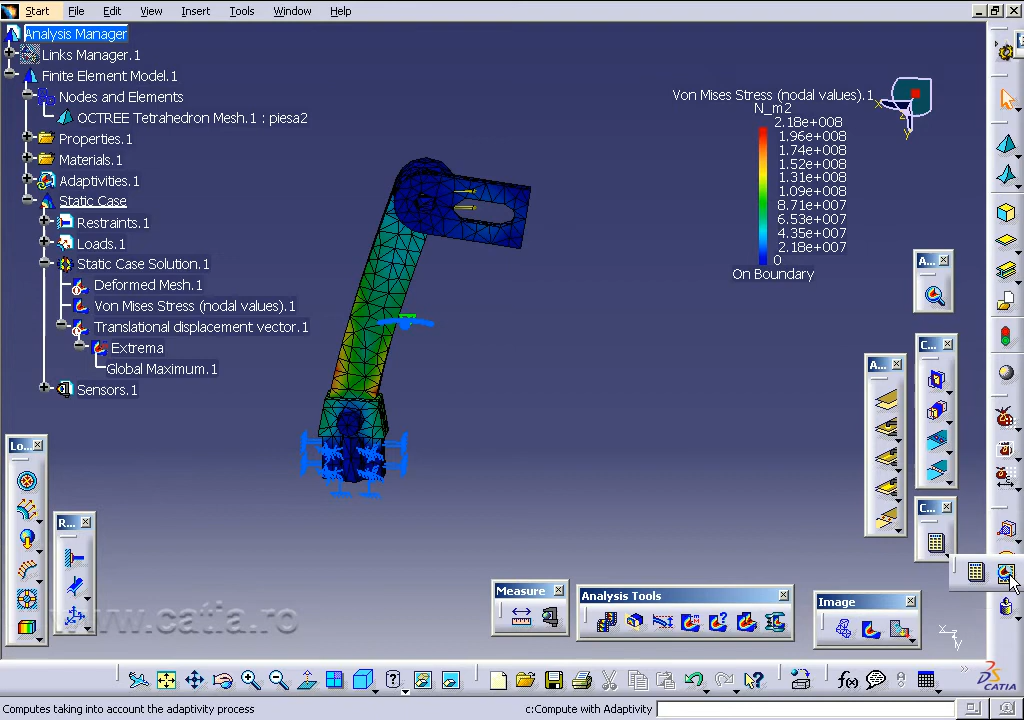 Start File Edit View Insert Tools Window Help
Analysis Manager
Links Manager.1
Finite Element Model.1
Nodes and Elements
OCTREE Tetrahedron Mesh.1 : piesa2
Properties.1
Materials.1
Adaptivities.1
Static Case
Restraints.1
Loads.1
Static Case Solution.1
Deformed Mesh.1
Von Mises Stress (nodal values).1
Translational displacement vector.1
Extrema
Global Maximum.1
Sensors.1
Von Mises Stress (nodal values).1
N_m2
2.18e+008
1.96e+008
1.74e+008
1.52e+008
1.31e+008
1.09e+008
8.71e+007
6.53e+007
4.35e+007
2.18e+007
0
On Boundary
x
z
y
A...
C...
A...
C...
Lo...
R...
Measure
Analysis Tools
Image
www.catia.ro
x
z
y
f(x)
DS CATIA
Computes taking into account the adaptivity process
c:Compute with Adaptivity